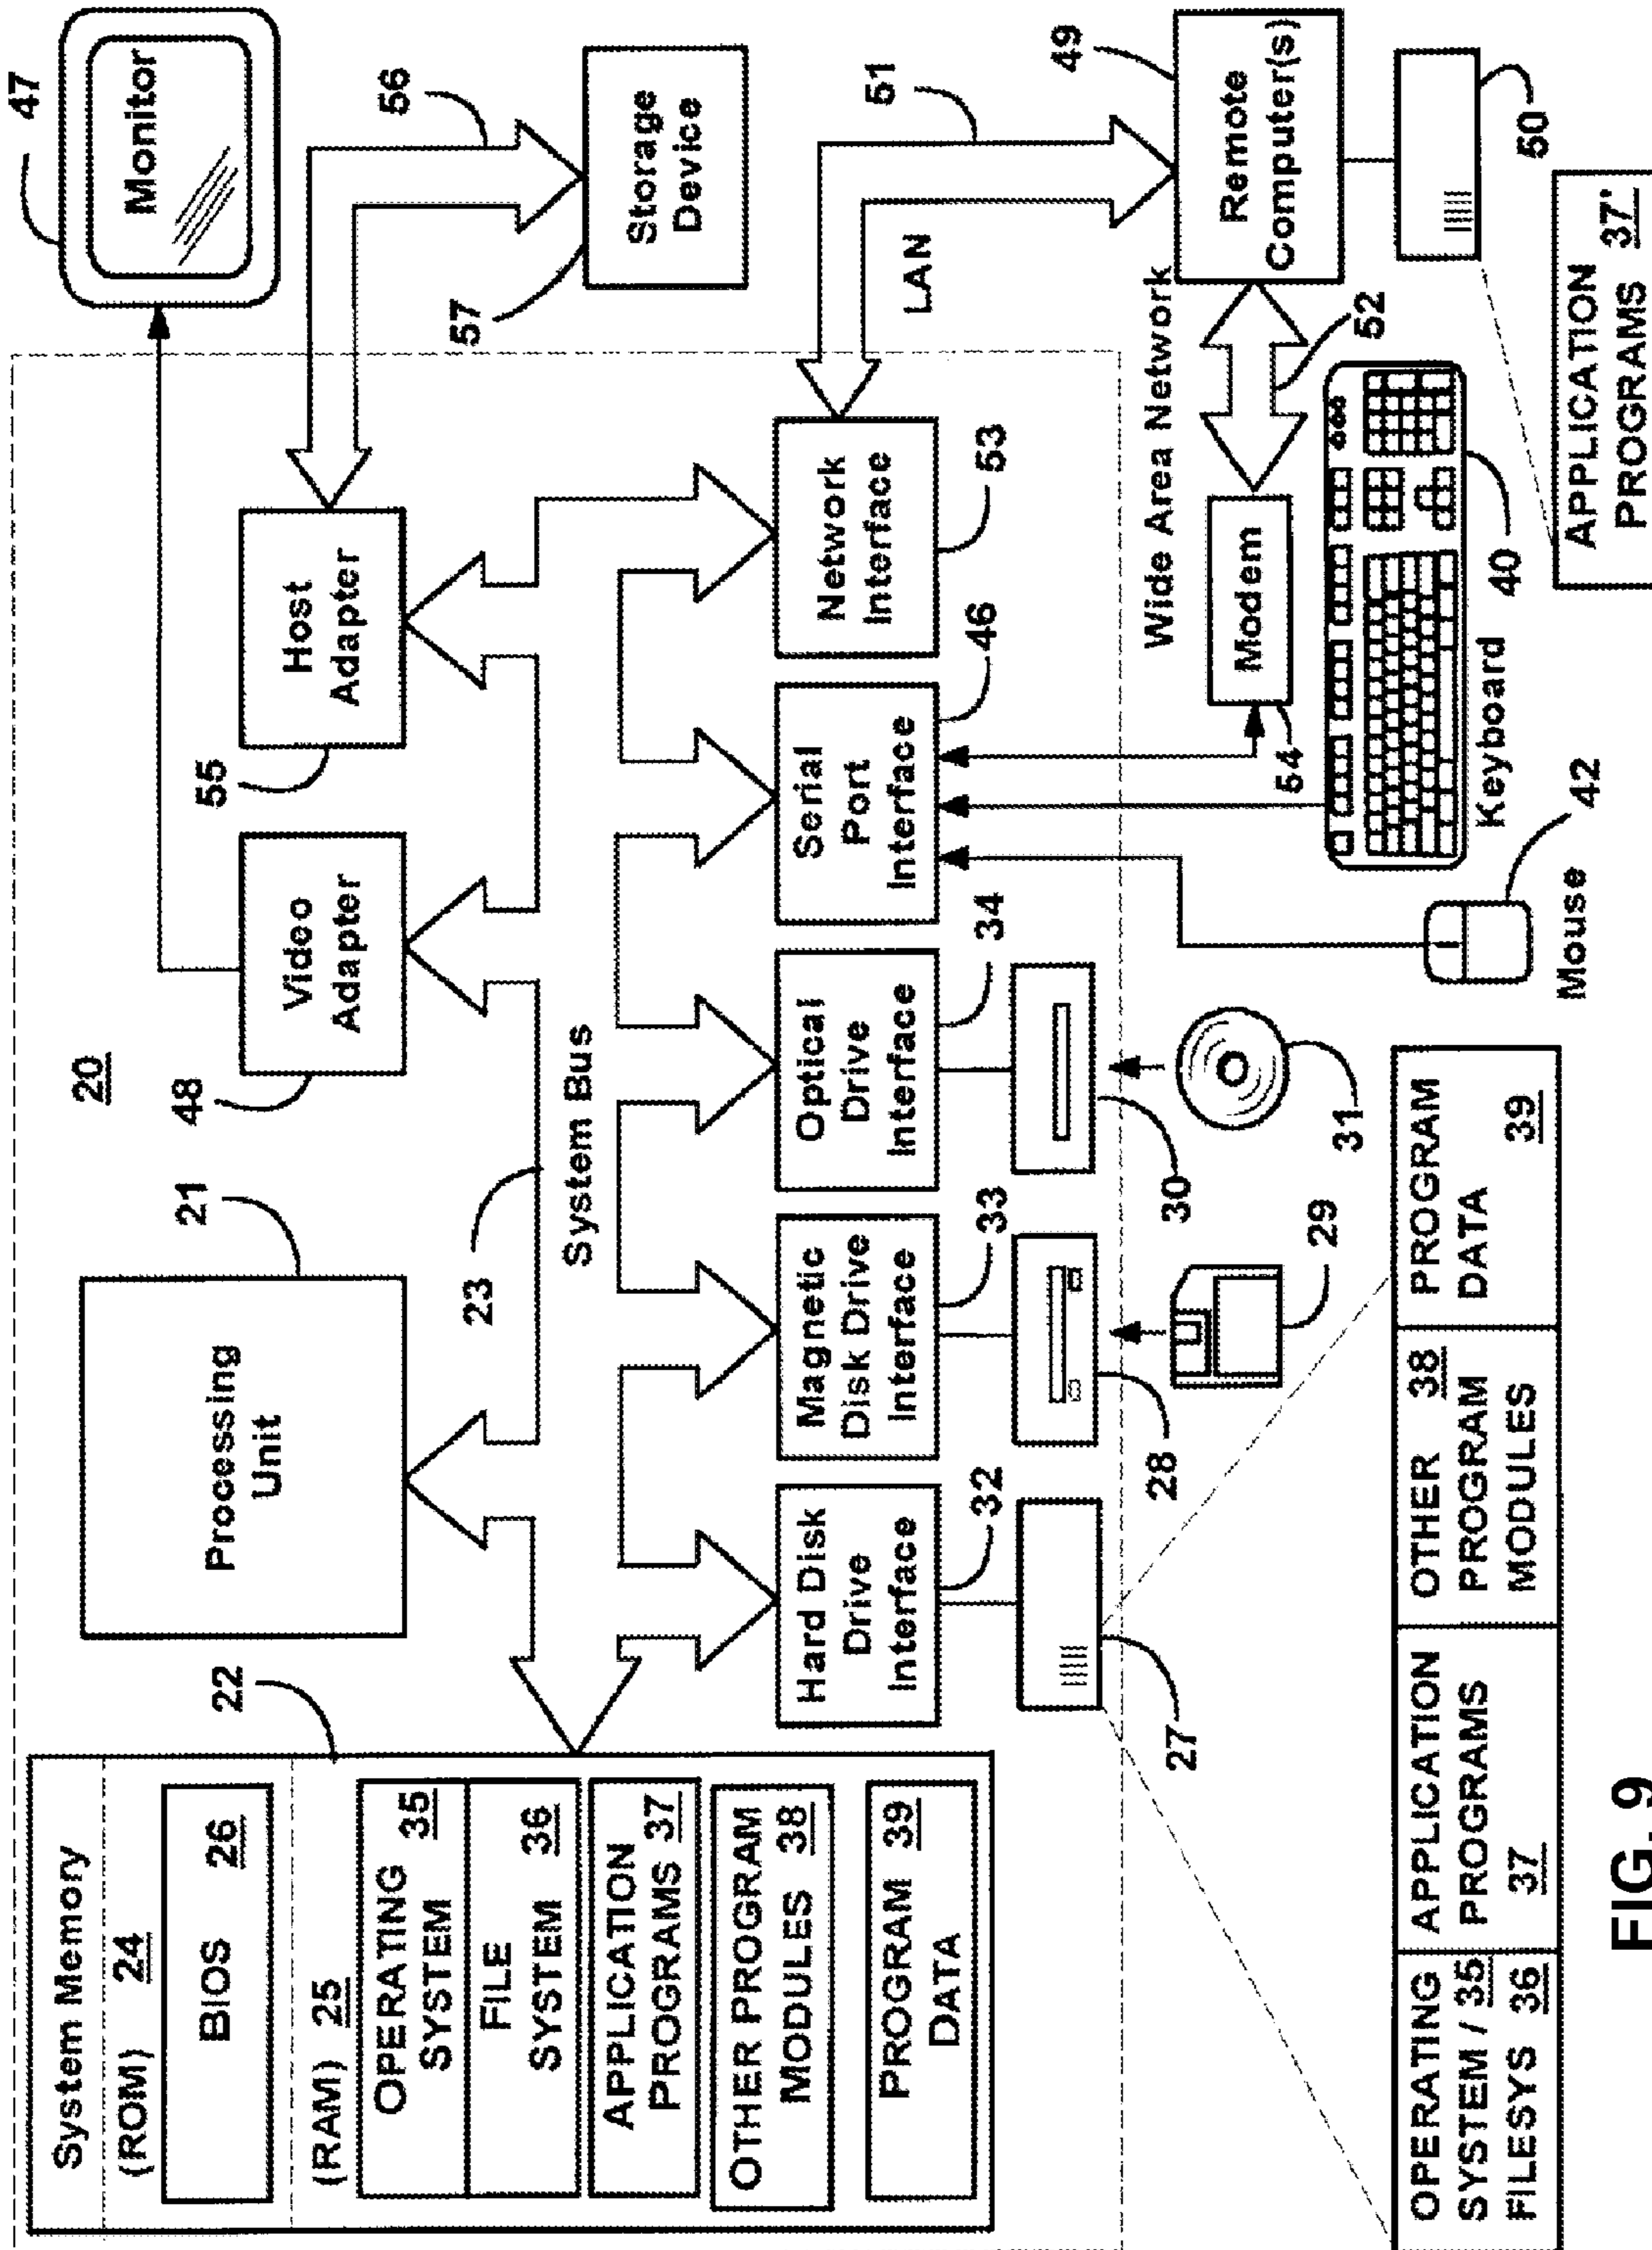 20
System Memory
(ROM) 24
BIOS 26
(RAM) 25
22
OPERATING
SYSTEM 35
FILE
SYSTEM 36
APPLICATION
PROGRAMS 37
OTHER PROGRAM
MODULES 38
PROGRAM 39
DATA
Processing
Unit
21
Video
Adapter
48
Host
Adapter
55
Monitor
47
56
Storage
Device
57
23
System Bus
Hard Disk
Drive
Interface
32
Magnetic
Disk Drive
Interface
33
Optical
Drive
Interface
34
Serial
Port
Interface
46
Network
Interface
53
LAN
51
27
28
29
30
31
Wide Area Network
Modem
54
52
Remote
Computer(s)
49
50
Keyboard
40
Mouse
42
OPERATING
SYSTEM / 35
FILESYS 36
APPLICATION
PROGRAMS
37
OTHER 38
PROGRAM
MODULES
PROGRAM
DATA 39
APPLICATION
PROGRAMS 37'
FIG. 9